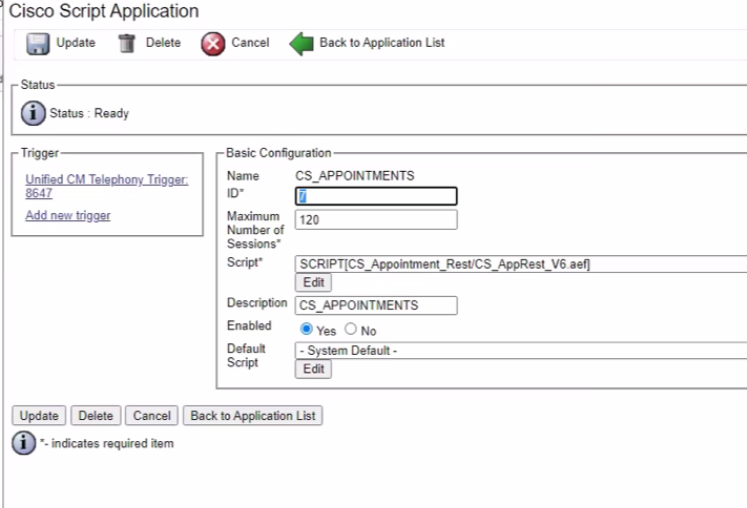 Cisco Script Application
Update Delete Cancel Back to Application List
Status
Status : Ready
Trigger
Unified CM Telephony Trigger:
8647
Add new trigger
Basic Configuration
Name CS_APPOINTMENTS
ID* 7
Maximum
Number of
Sessions* 120
Script* SCRIPT[CS_Appointment_Rest/CS_AppRest_V6.aef]
Edit
Description CS_APPOINTMENTS
Enabled Yes No
Default
Script - System Default -
Edit
Update Delete Cancel Back to Application List
*- indicates required item